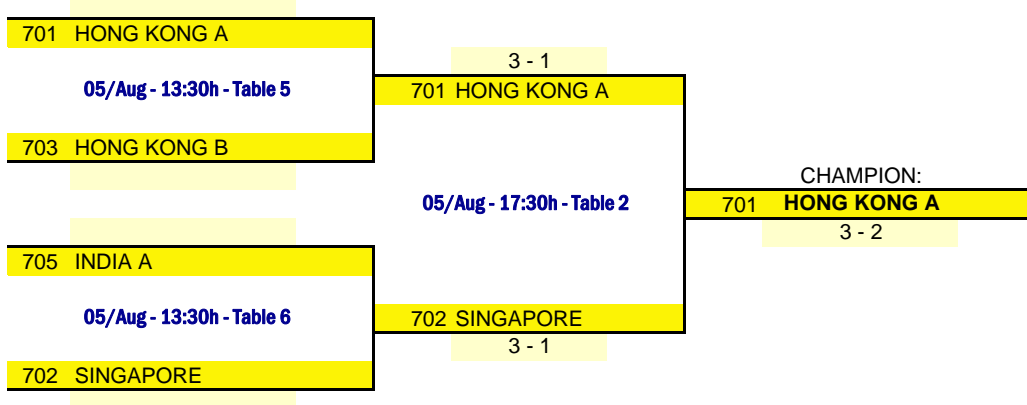 701 HONG KONG A
05/Aug - 13:30h - Table 5
703 HONG KONG B
705 INDIA A
05/Aug - 13:30h - Table 6
702 SINGAPORE
3 - 1
701 HONG KONG A
05/Aug - 17:30h - Table 2
702 SINGAPORE
3 - 1
CHAMPION:
701 HONG KONG A
3 - 2